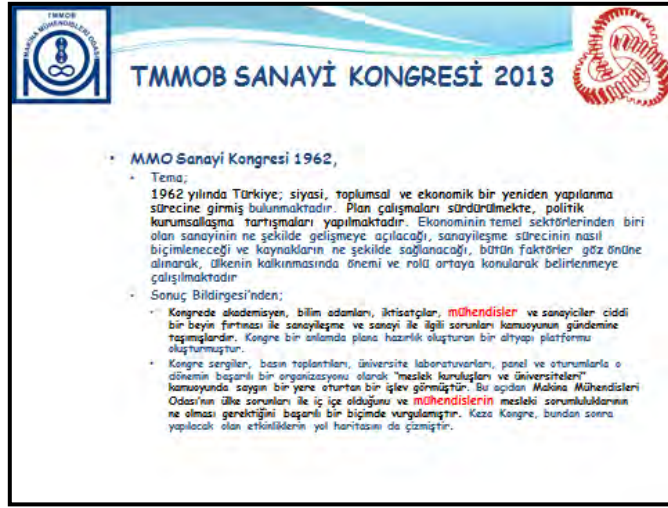 TMMOB
MAKİNA MÜHENDİSLERİ ODASI
TMMOB SANAYİ KONGRESİ 2013
• MMO Sanayi Kongresi 1962,
• Tema;
1962 yılında Türkiye; siyasi, toplumsal ve ekonomik bir yeniden yapılanma
sürecine girmiş bulunmaktadır. Plan çalışmaları sürdürülmekte, politik
kurumsallaşma tartışmaları yapılmaktadır. Ekonominin temel sektörlerinden biri
olan sanayinin ne şekilde gelişmeye açılacağı, sanayileşme sürecinin nasıl
biçimleneceği ve kaynakların ne şekilde sağlanacağı, bütün faktörler göz önüne
alınarak, ülkenin kalkınmasında önemi ve rolü ortaya konularak belirlenmeye
çalışılmaktadır
• Sonuç Bildirgesi'nden;
• Kongrede akademisyen, bilim adamları, iktisatçılar, mühendisler ve sanayiciler ciddi
bir beyin fırtınası ile sanayileşme ve sanayi ile ilgili sorunları kamuoyunun gündemine
taşımışlardır. Kongre bir anlamda plana hazırlık oluşturan bir altyapı platformu
oluşturmuştur.
• Kongre sergiler, basın toplantıları, üniversite laboratuvarları, panel ve oturumlarla o
dönemin başarılı bir organizasyonu olarak "meslek kuruluşları ve üniversiteleri"
kamuoyunda saygın bir yere oturtan bir işlev görmüştür. Bu açıdan Makina Mühendisleri
Odası'nın ülke sorunları ile iç içe olduğunu ve mühendislerin mesleki sorumluluklarının
ne olması gerektiğini başarılı bir biçimde vurgulamıştır. Keza Kongre, bundan sonra
yapılacak olan etkinliklerin yol haritasını da çizmiştir.